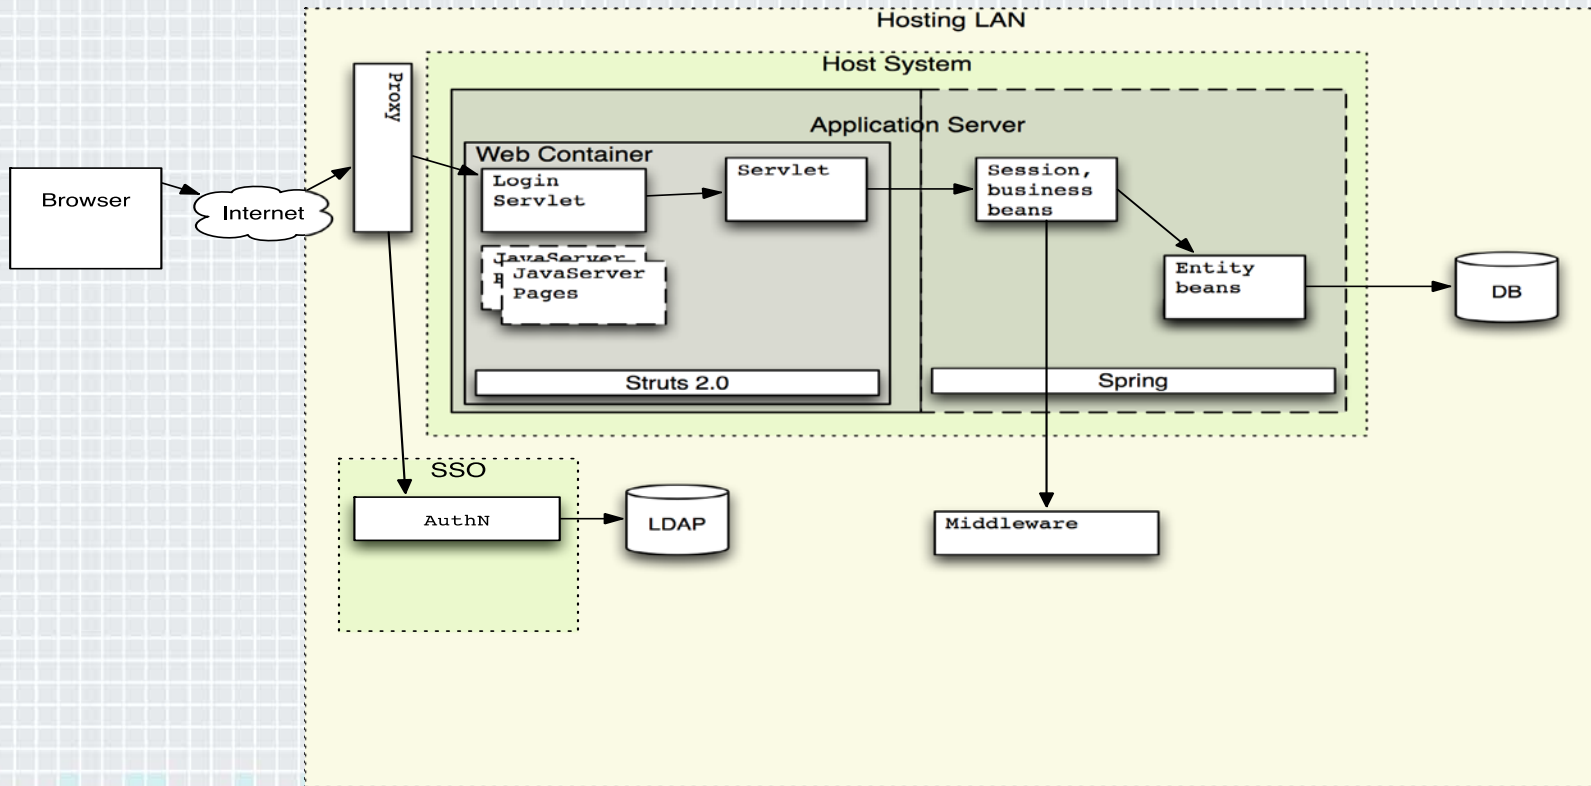 Hosting LAN
Host System
Proxy
Application Server
Web Container
Browser
Internet
Login
Servlet
Servlet
Session,
business
beans
JavaServer
JavaServer
Pages
Entity
beans
DB
Struts 2.0
Spring
SSO
AuthN
LDAP
Middleware